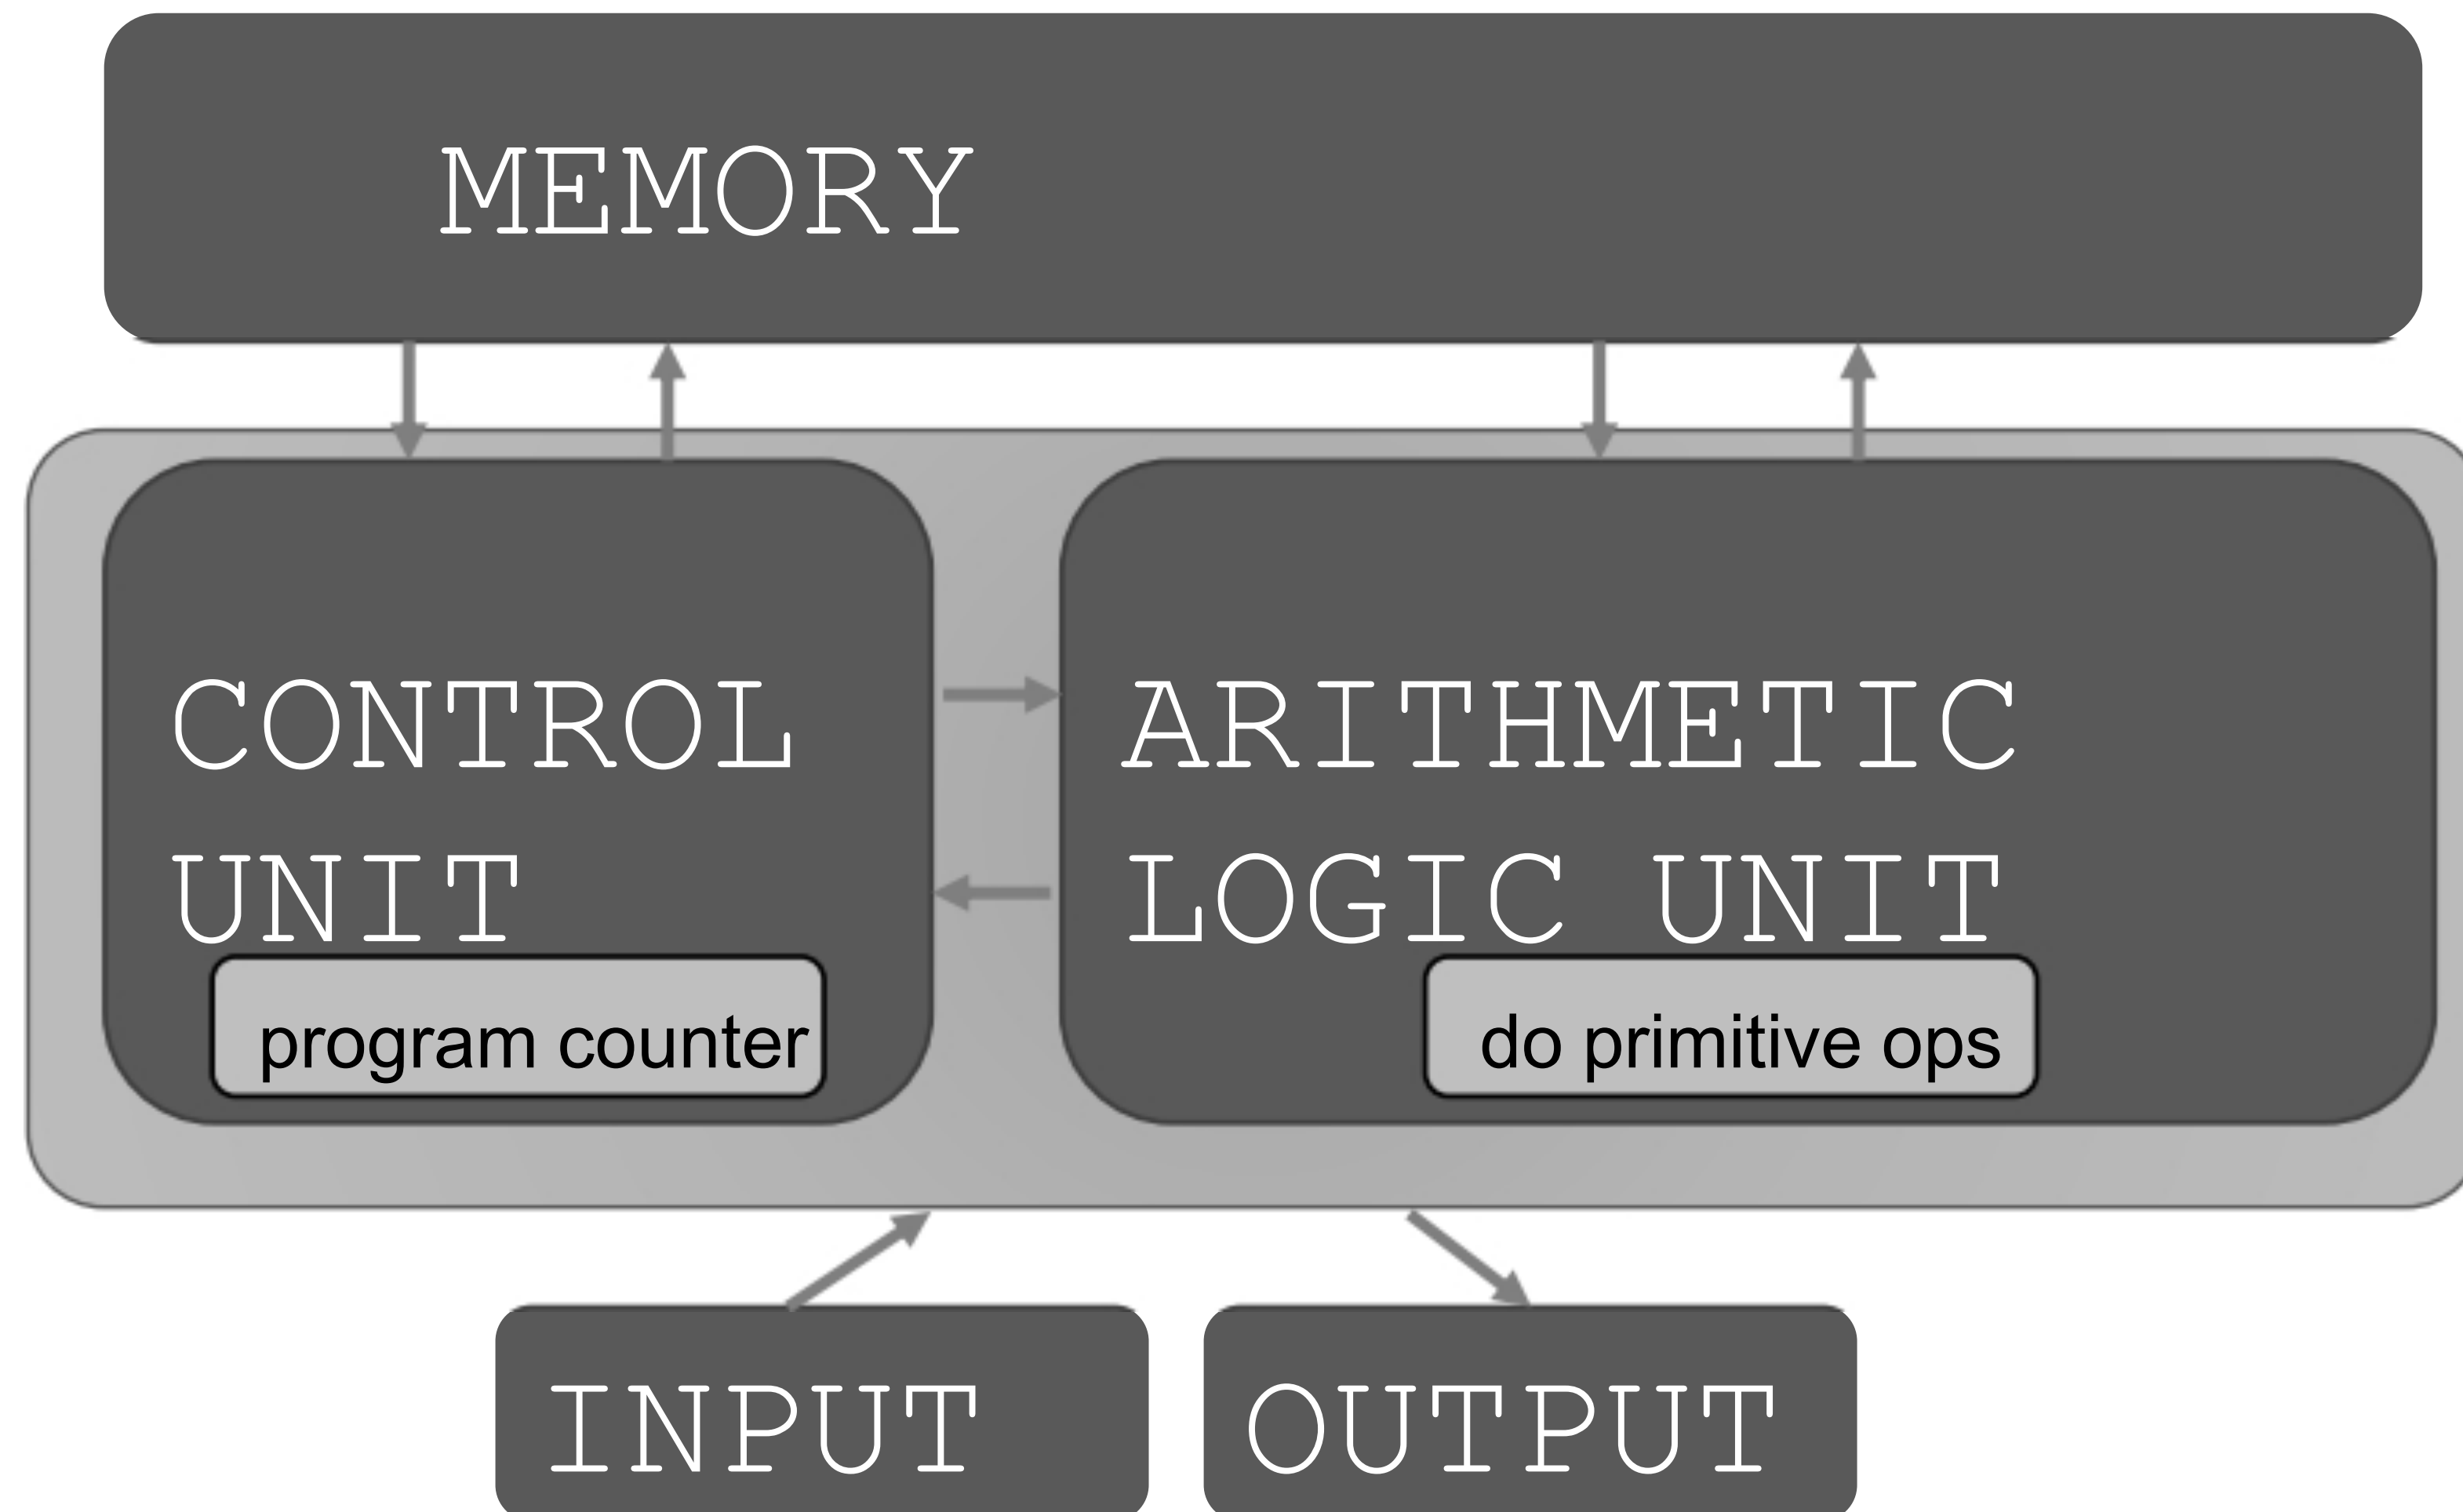 MEMORY
CONTROL
UNIT
program counter
ARITHMETIC
LOGIC UNIT
do primitive ops
INPUT
OUTPUT